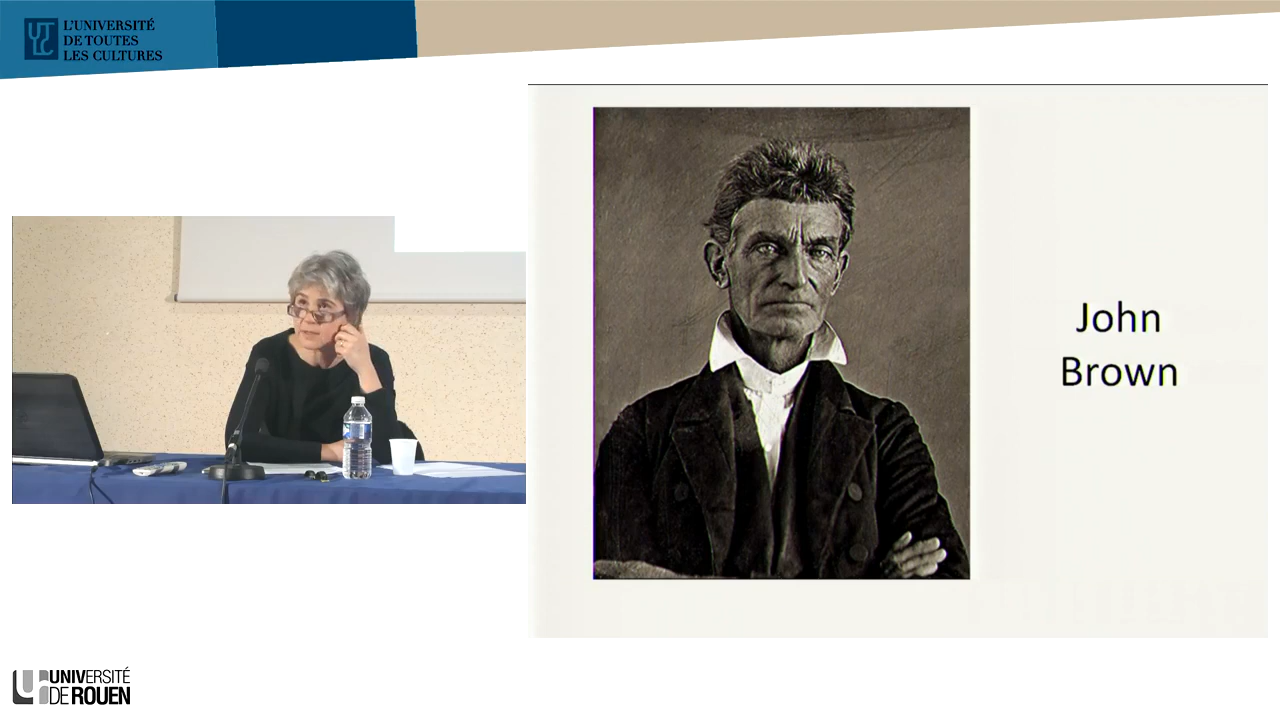 L'UNIVERSITÉ
DE TOUTES
LES CULTURES
John
Brown
UNIVERSITÉ
DE ROUEN